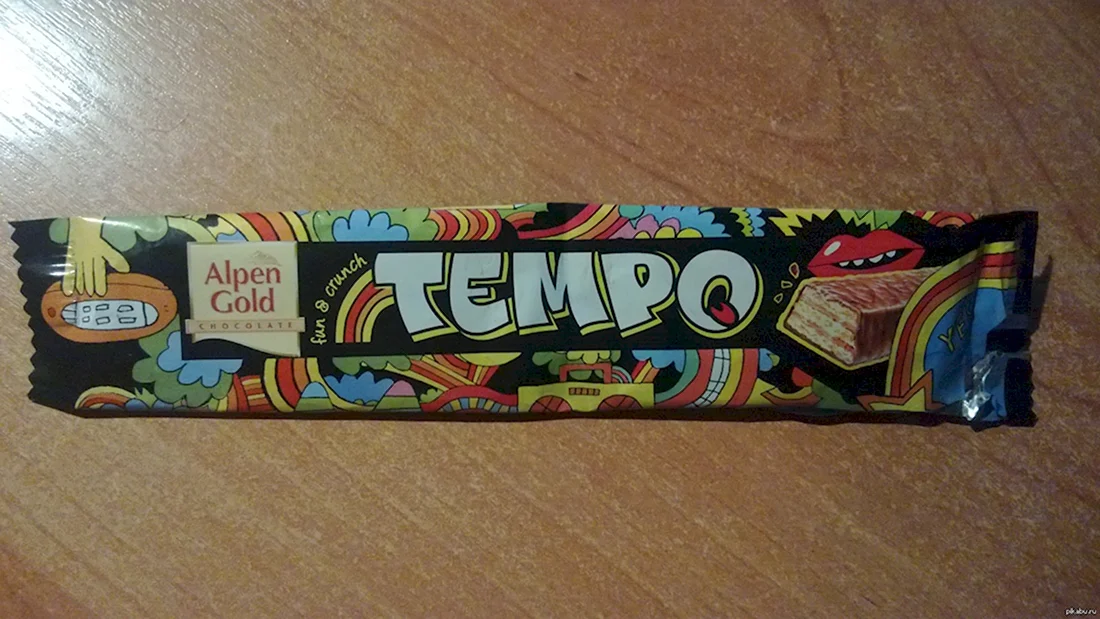 Alpen
Gold
CHOCOLATE
fun & crunch
TEMPO
pikabu.ru